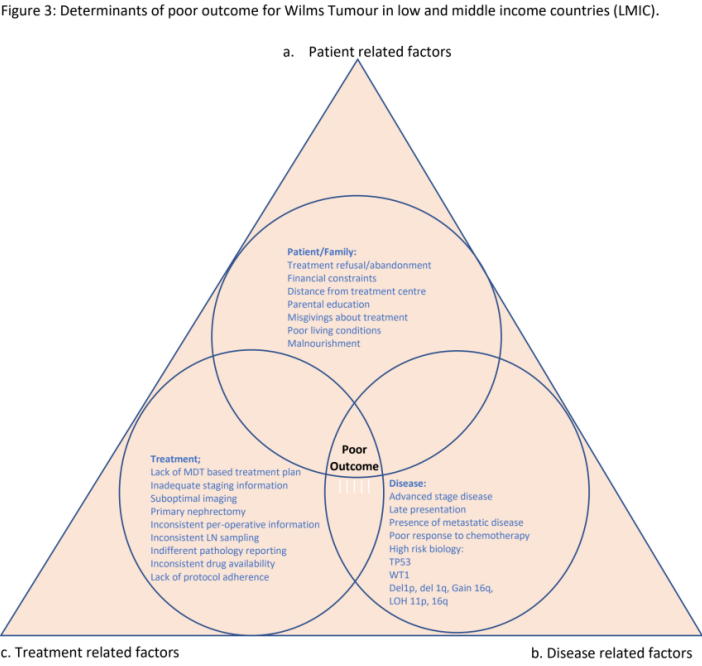 Figure 3: Determinants of poor outcome for Wilms Tumour in low and middle income countries (LMIC).
a. Patient related factors
Patient/Family:
Treatment refusal/abandonment
Financial constraints
Distance from treatment centre
Parental education
Misgivings about treatment
Poor living conditions
Malnourishment
Poor
Outcome
Treatment;
Lack of MDT based treatment plan
Inadequate staging information
Suboptimal imaging
Primary nephrectomy
Inconsistent per-operative information
Inconsistent LN sampling
Indifferent pathology reporting
Inconsistent drug availability
Lack of protocol adherence
Disease:
Advanced stage disease
Late presentation
Presence of metastatic disease
Poor response to chemotherapy
High risk biology:
TP53
WT1
Del1p, del 1q, Gain 16q,
LOH 11p, 16q
c. Treatment related factors
b. Disease related factors